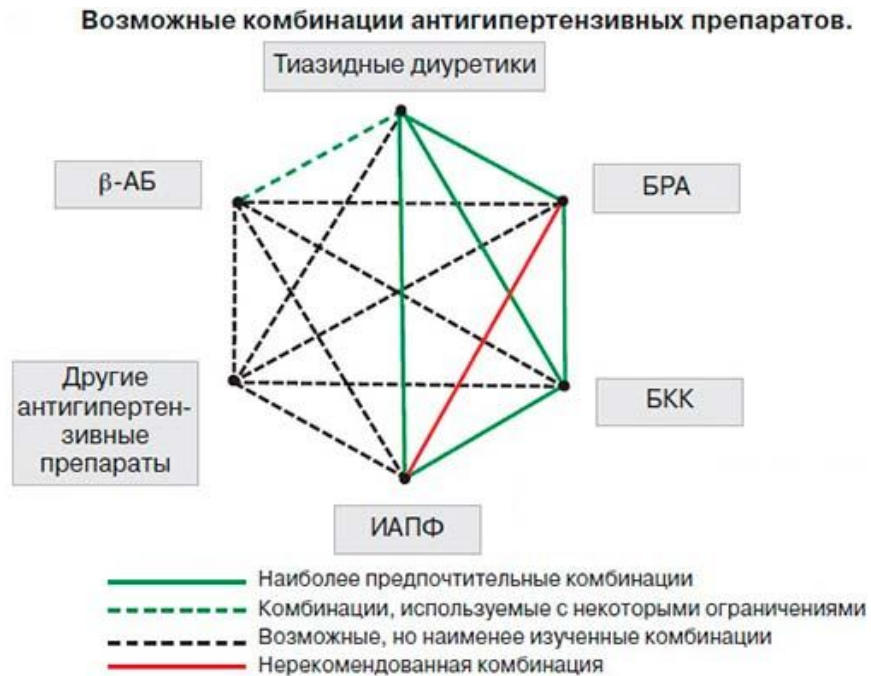 Возможные комбинации антигипертензивных препаратов.
Тиазидные диуретики
β-АБ
БРА
Другие
антигипертен-
зивные
препараты
БКК
ИАПФ
Наиболее предпочтительные комбинации
Комбинации, используемые с некоторыми ограничениями
Возможные, но наименее изученные комбинации
Нерекомендованная комбинация